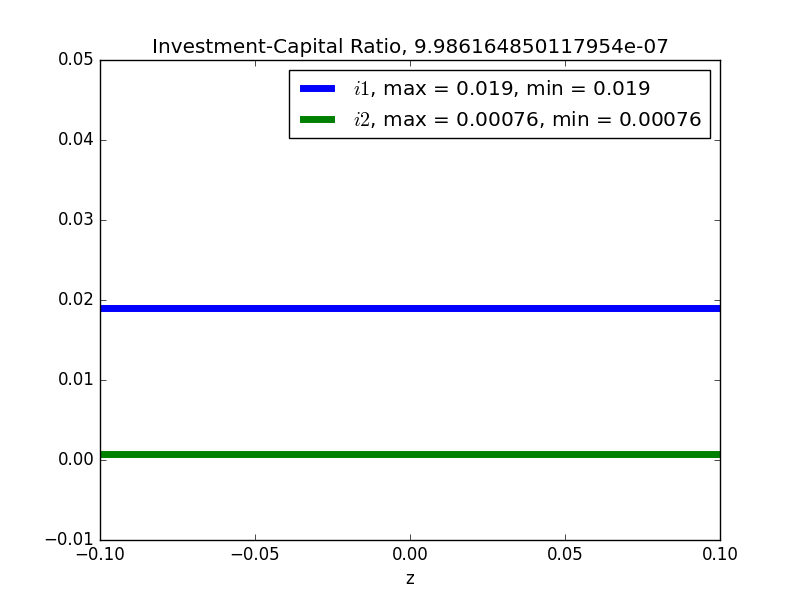 Investment-Capital Ratio, 9.986164850117954e-07
i1, max = 0.019, min = 0.019
i2, max = 0.00076, min = 0.00076
0.05
0.04
0.03
0.02
0.01
0.00
−0.01
−0.10 −0.05 0.00 0.05 0.10
z